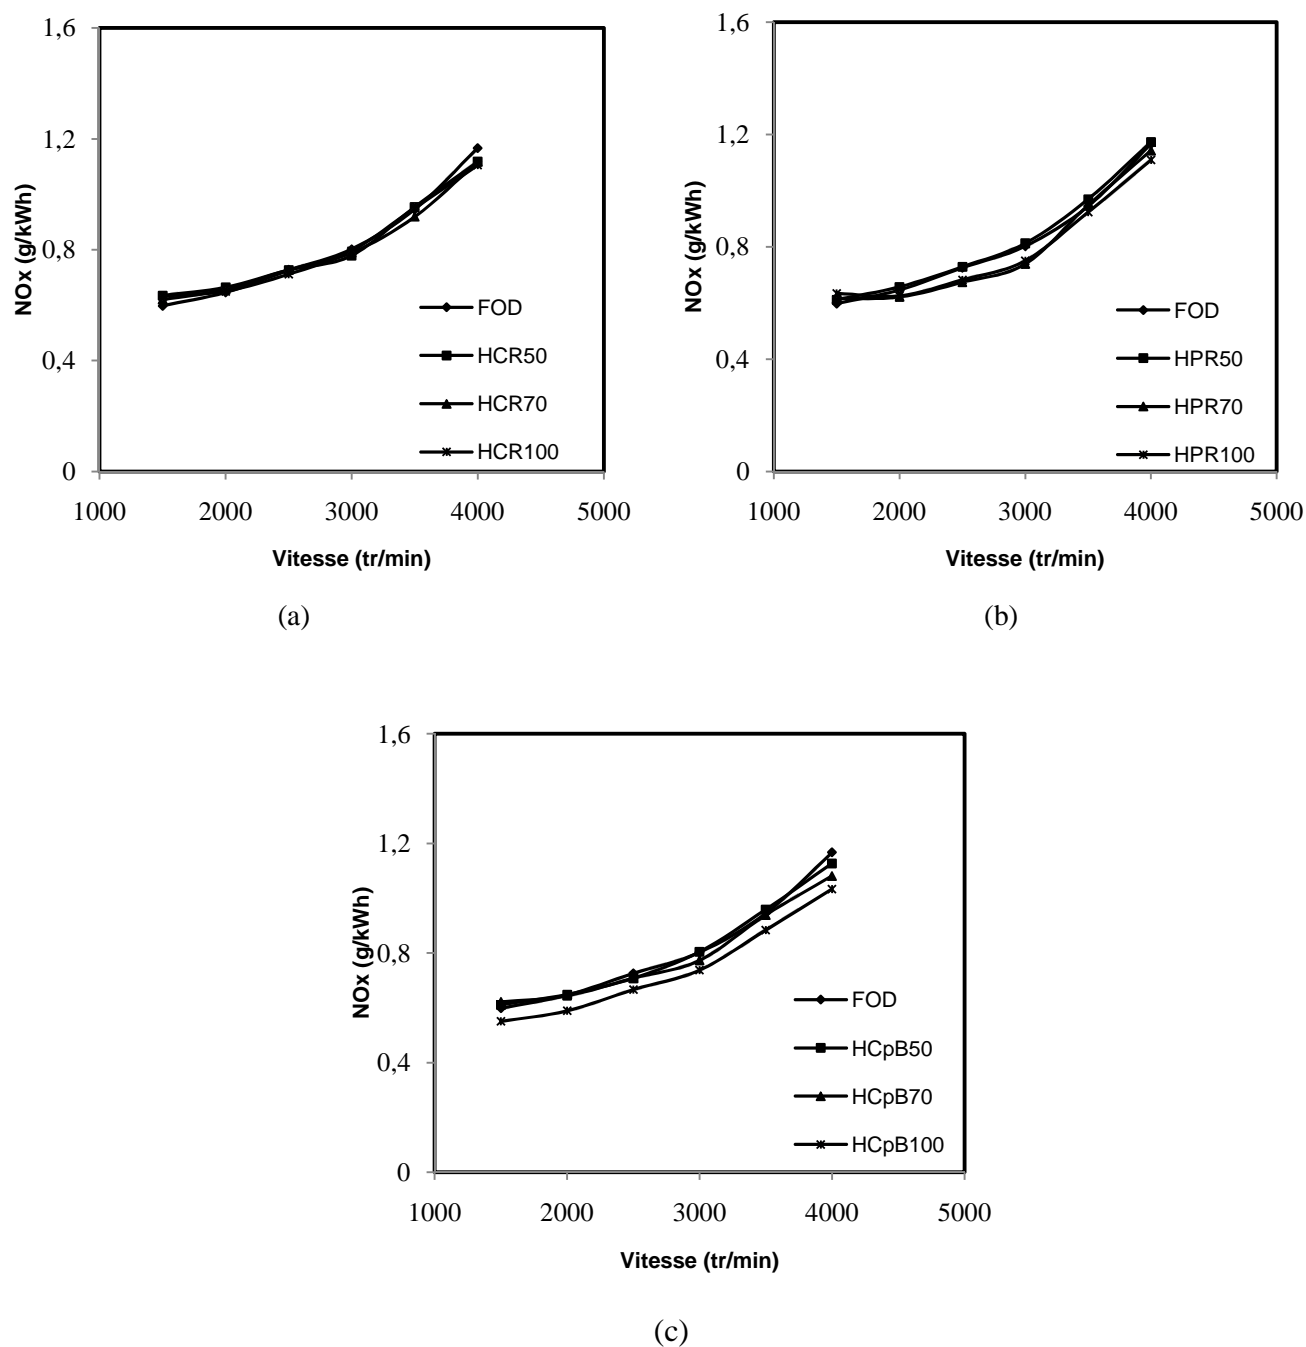 1,6
1,2
0,8
0,4
0
NOx (g/kWh)
FOD
HCR50
HCR70
HCR100
1000 2000 3000 4000 5000
Vitesse (tr/min)
(a)
1,6
1,2
0,8
0,4
0
NOx (g/kWh)
FOD
HPR50
HPR70
HPR100
1000 2000 3000 4000 5000
Vitesse (tr/min)
(b)
1,6
1,2
0,8
0,4
0
NOx (g/kWh)
FOD
HCpB50
HCpB70
HCpB100
1000 2000 3000 4000 5000
Vitesse (tr/min)
(c)